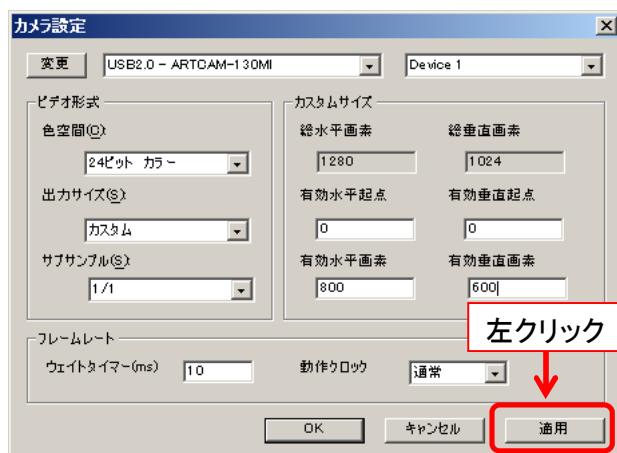 カメラ設定
変更 USB2.0 - ARTCAM-130MI Device 1
ビデオ形式 カスタムサイズ
色空間(C): 総水平画素 総垂直画素
24ビット カラー 1280 1024
出力サイズ(S): 有効水平起点 有効垂直起点
カスタム 0 0
サブサンプル(S): 有効水平画素 有効垂直画素
1/1 800 600
左クリック
フレームレート
ウェイトタイマー(ms) 10 動作クロック 通常
OK キャンセル 適用